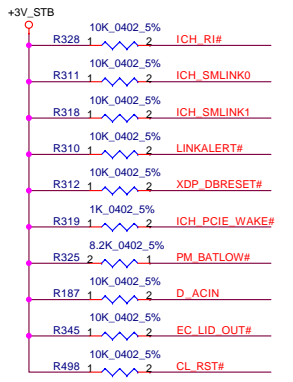 +3V_STB
10K_0402_5%
R328 1 2 ICH_RI#
10K_0402_5%
R311 1 2 ICH_SMLINK0
10K_0402_5%
R318 1 2 ICH_SMLINK1
10K_0402_5%
R310 1 2 LINKALERT#
10K_0402_5%
R312 1 2 XDP_DBRESET#
1K_0402_5%
R319 1 2 ICH_PCIE_WAKE#
8.2K_0402_5%
R325 2 1 PM_BATLOW#
10K_0402_5%
R187 1 2 D_ACIN
10K_0402_5%
R345 1 2 EC_LID_OUT#
10K_0402_5%
R498 1 2 CL_RST#